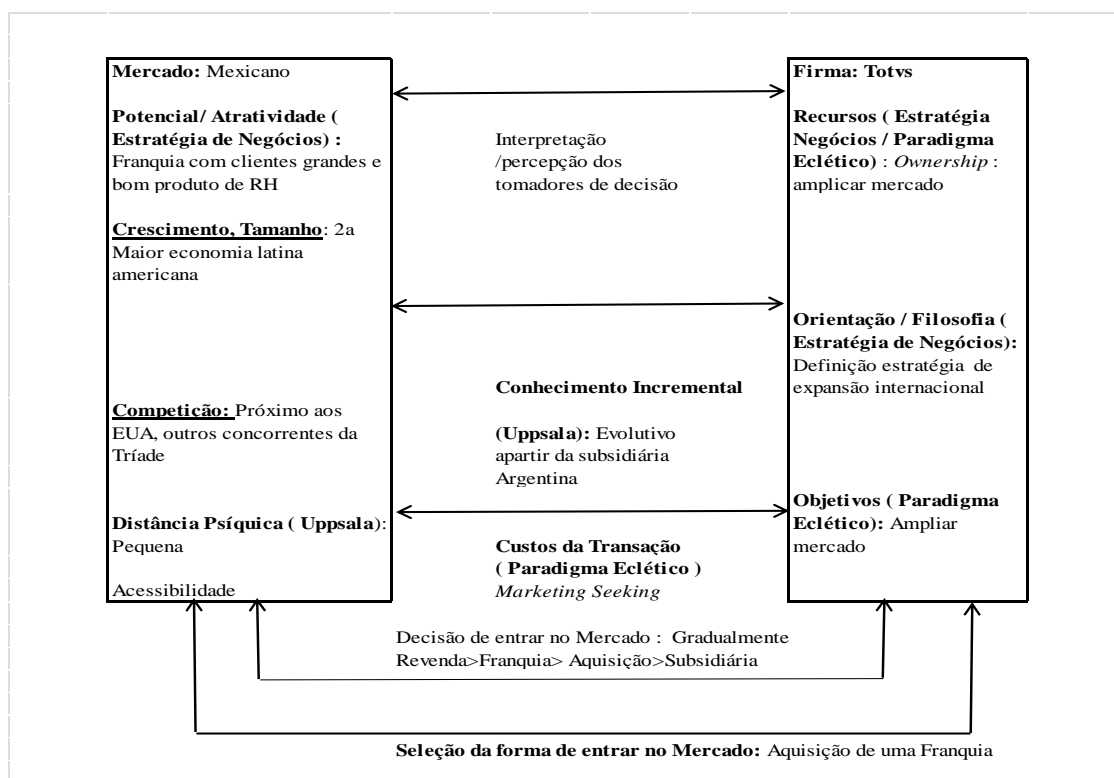 Mercado: Mexicano
Potencial/ Atratividade (
Estratégia de Negócios) :
Franquia com clientes grandes e
bom produto de RH
Crescimento, Tamanho: 2a
Maior economia latina
americana
Competição: Próximo aos
EUA, outros concorrentes da
Tríade
Distância Psíquica ( Uppsala):
Pequena
Acessibilidade
Interpretação
/percepção dos
tomadores de decisão
Conhecimento Incremental
(Uppsala): Evolutivo
apartir da subsidiária
Argentina
Custos da Transação
( Paradigma Eclético )
Marketing Seeking
Firma: Totvs
Recursos ( Estratégia
Negócios / Paradigma
Eclético) : Ownership :
amplicar mercado
Orientação / Filosofia (
Estratégia de Negócios):
Definição estratégia de
expansão internacional
Objetivos ( Paradigma
Eclético): Ampliar
mercado
Decisão de entrar no Mercado : Gradualmente
Revenda>Franquia> Aquisição>Subsidiária
Seleção da forma de entrar no Mercado: Aquisição de uma Franquia